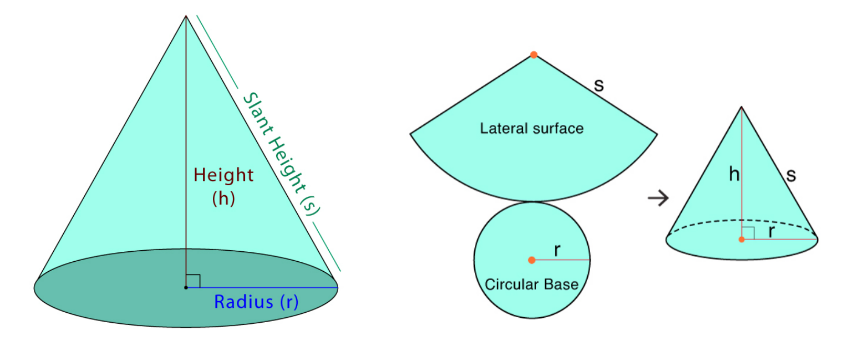 Height
(h)
Slant Height (s)
Radius (r)
s
Lateral surface
r
Circular Base
h
s
r